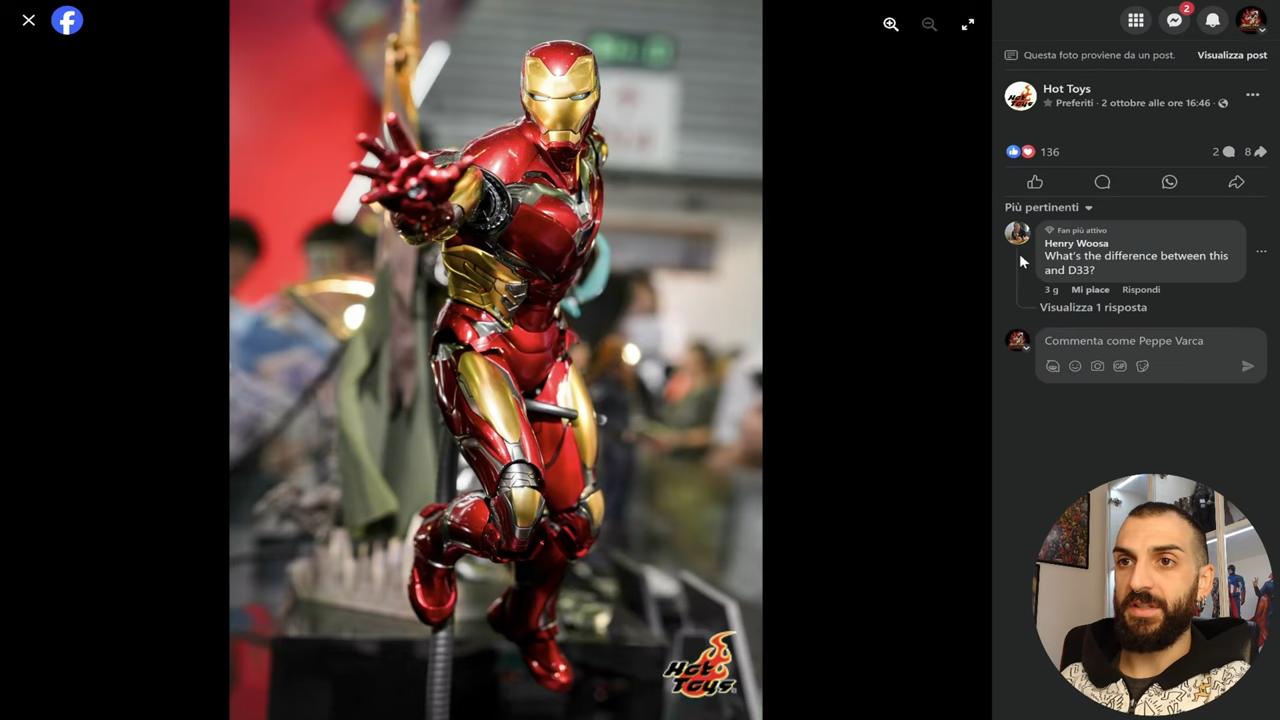 2
Questa foto proviene da un post.
Visualizza post
Hot Toys
Preferiti · 2 ottobre alle ore 16:46 ·
136
2
8
Più pertinenti
Fan più attivo
Henry Woosa
What's the difference between this
and D33?
3 g Mi piace Rispondi
Visualizza 1 risposta
Commenta come Peppe Varca
GIF
Hot
Toys